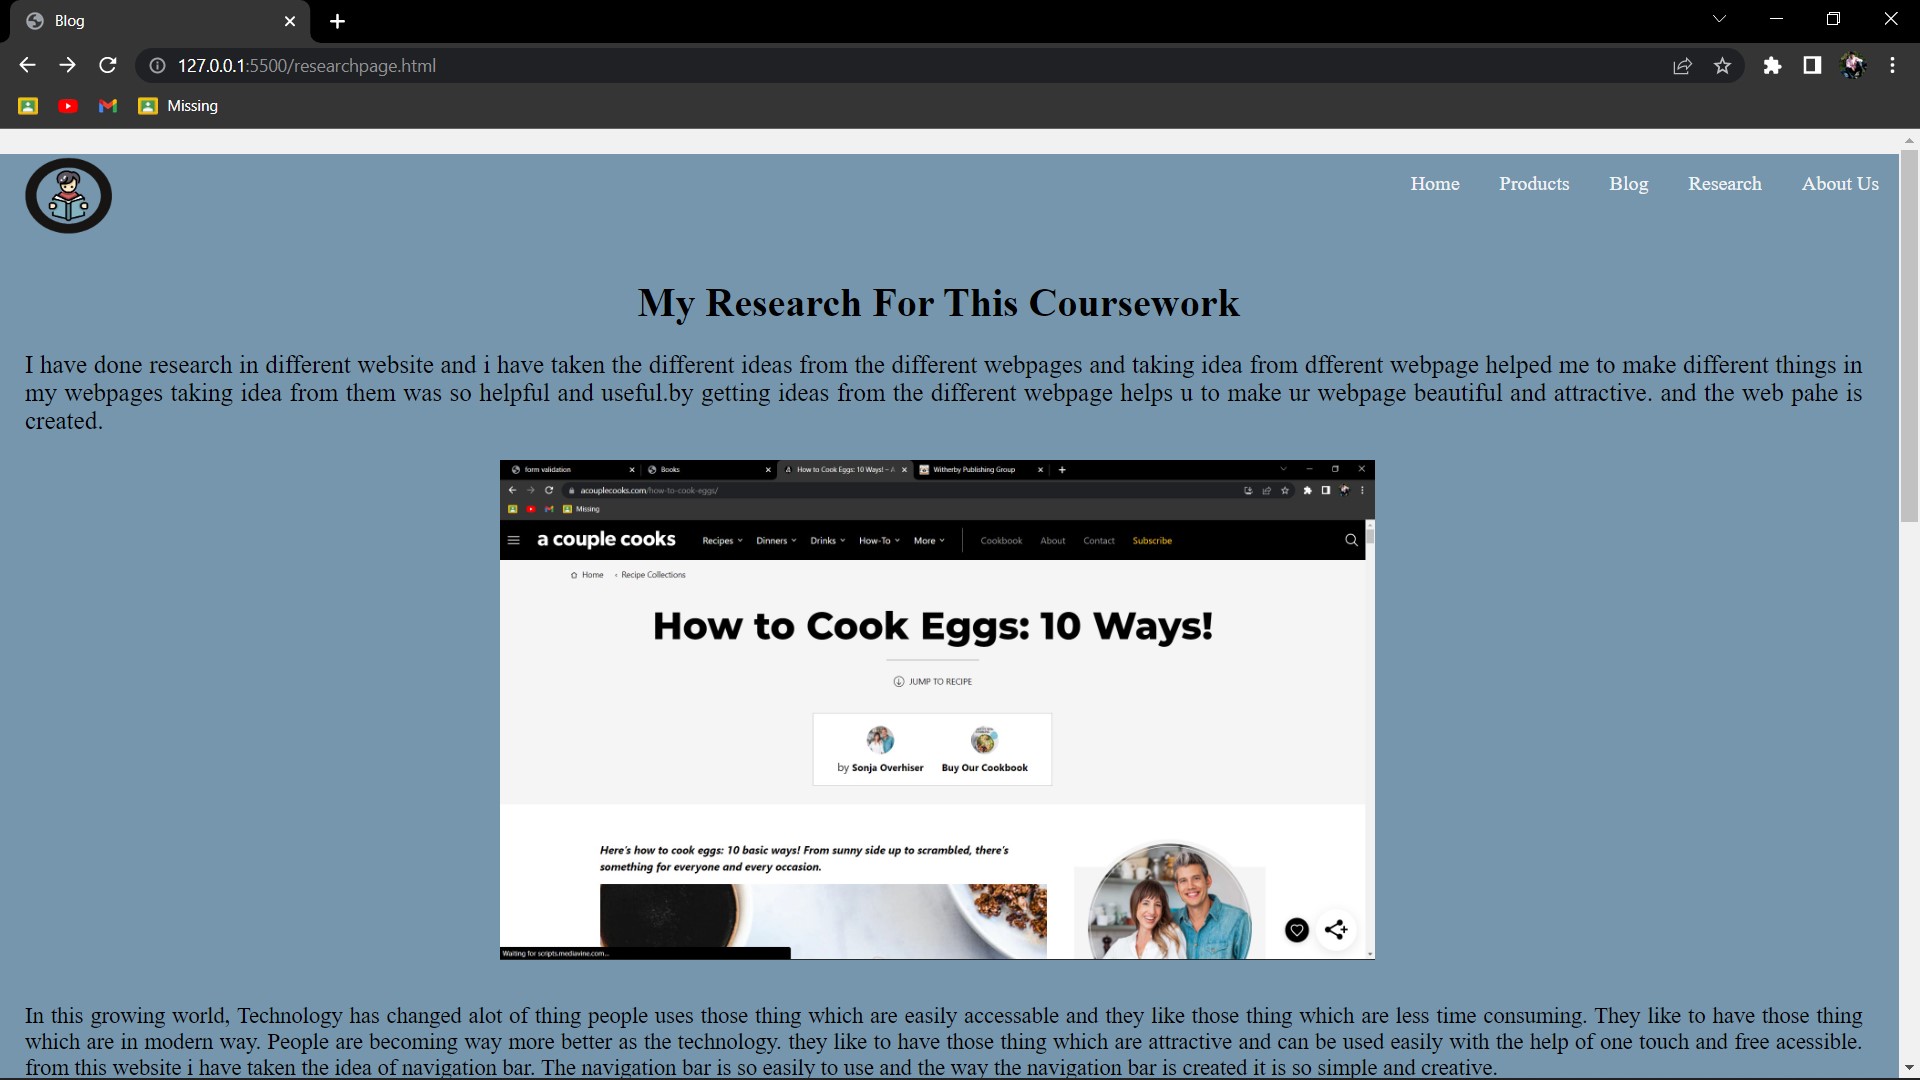 Blog
127.0.0.1:5500/researchpage.html
Missing
Home Products Blog Research About Us
My Research For This Coursework
I have done research in different website and i have taken the different ideas from the different webpages and taking idea from dfferent webpage helped me to make different things in
my webpages taking idea from them was so helpful and useful.by getting ideas from the different webpage helps u to make ur webpage beautiful and attractive. and the web pahe is
created.
form validation Books How to Cook Eggs: 10 Ways! – A Witherby Publishing Group
acouplecooks.com/how-to-cook-eggs/
Missing
a couple cooks Recipes Dinners Drinks How-To More Cookbook About Contact Subscribe
Home Recipe Collections
How to Cook Eggs: 10 Ways!
JUMP TO RECIPE
by Sonja Overhiser Buy Our Cookbook
Here's how to cook eggs: 10 basic ways! From sunny side up to scrambled, there's
something for everyone and every occasion.
Waiting for scripts.mediavine.com...
In this growing world, Technology has changed alot of thing people uses those thing which are easily accessable and they like those thing which are less time consuming. They like to have those thing
which are in modern way. People are becoming way more better as the technology. they like to have those thing which are attractive and can be used easily with the help of one touch and free acessible.
from this website i have taken the idea of navigation bar. The navigation bar is so easily to use and the way the navigation bar is created it is so simple and creative.